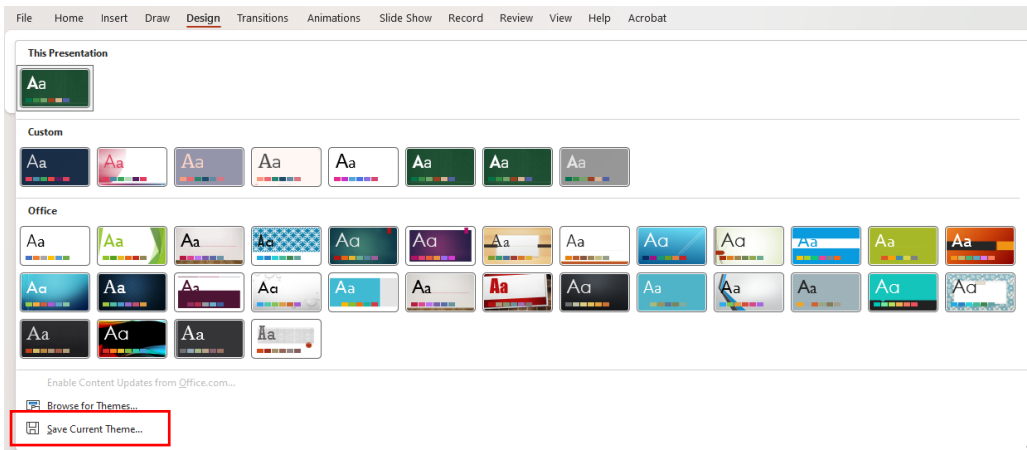 File Home Insert Draw Design Transitions Animations Slide Show Record Review View Help Acrobat
This Presentation
Aa
Custom
Aa Aa Aa Aa Aa Aa Aa Aa
Office
Aa Aa Aa Aa Aa Aa Aa Aa Aa Aa Aa Aa Aa
Aa Aa Aa Aa Aa Aa Aa Aa Aa Aa Aa Aa Aa
Aa Aa Aa Aa
Enable Content Updates from Office.com...
Browse for Themes...
Save Current Theme...